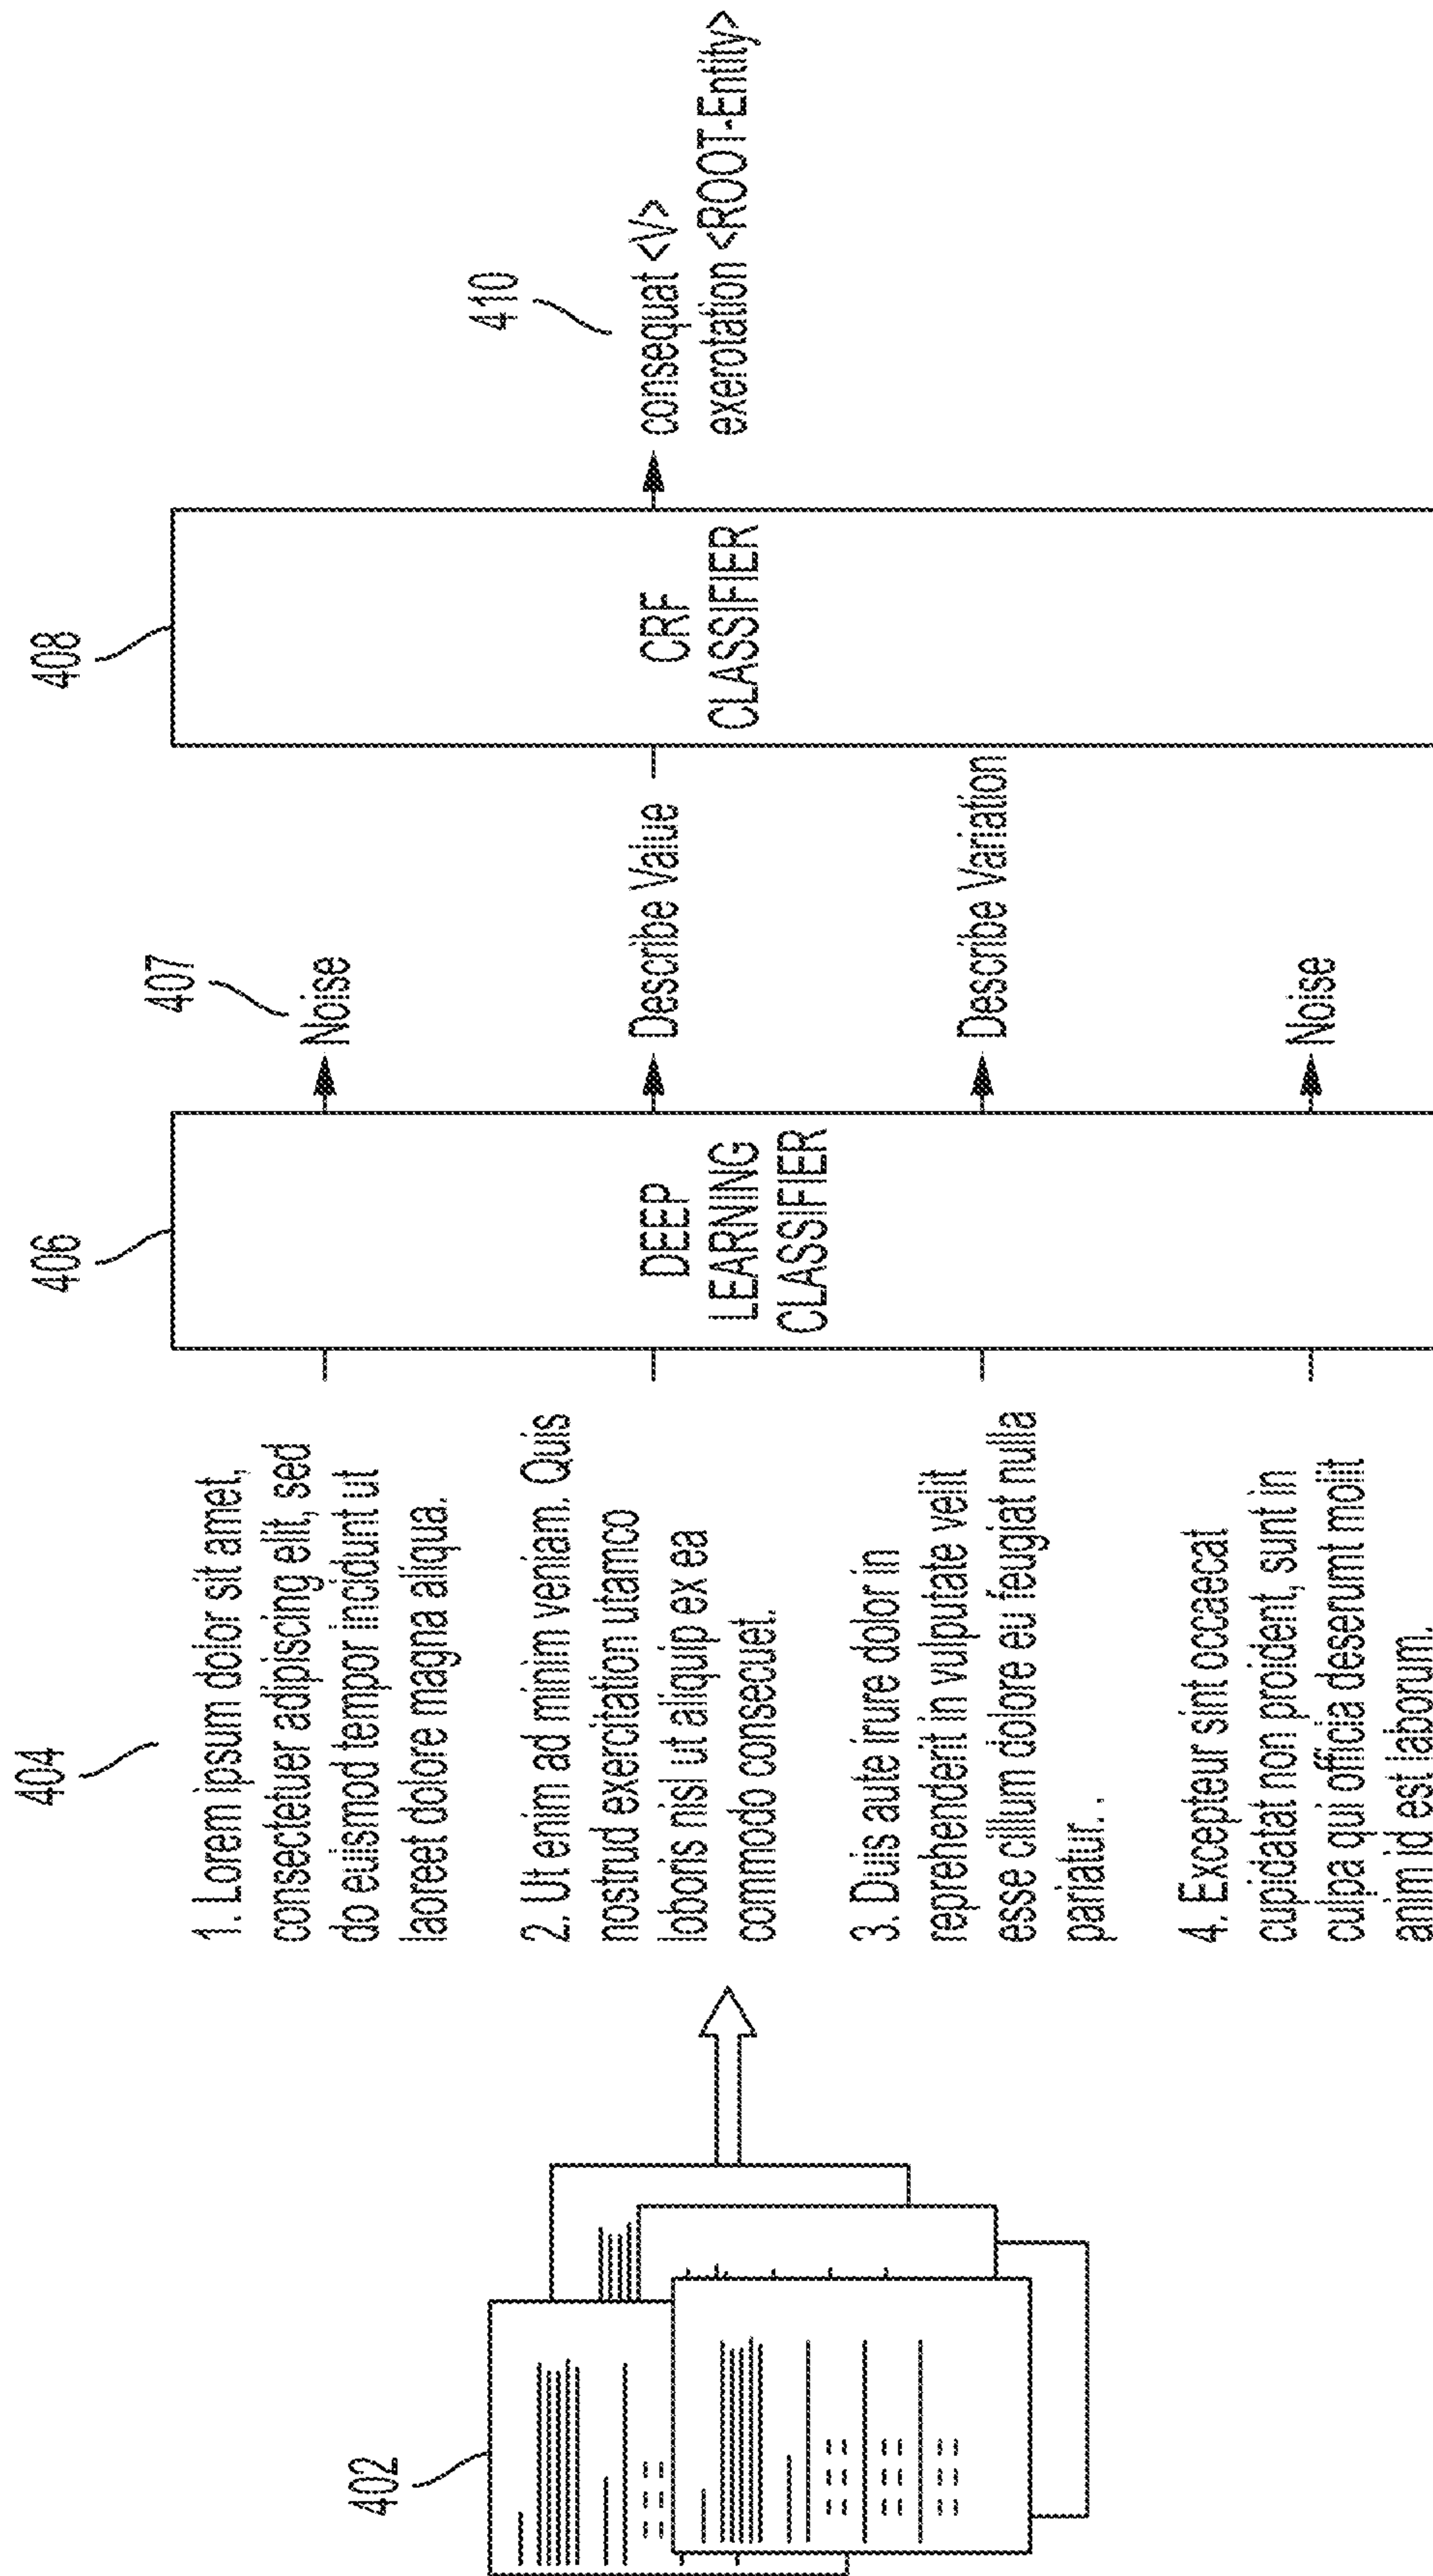 402
404
1. Lorem ipsum dolor sit amet,
consectetuer adipiscing elit, sed
do euismod tempor incidunt ut
laoreet dolore magna aliqua.
2. Ut enim ad minim veniam. Quis
nostrud exercitation utamco
loboris nisl ut aliquip ex ea
commodo consecuet.
3. Duis aute irure dolor in
reprehenderit in vulputate velit
esse cillum dolore eu feugiat nulla
pariatur. .
4. Excepteur sint occaecat
cupidatat non proident, sunt in
culpa qui officia deserumt molit
anim id est laborum.
406
DEEP
LEARNING
CLASSIFIER
407
Noise
Describe Value
Describe Variation
Noise
408
CRF
CLASSIFIER
410
consequat <V>
exerotation <ROOT-Entity>